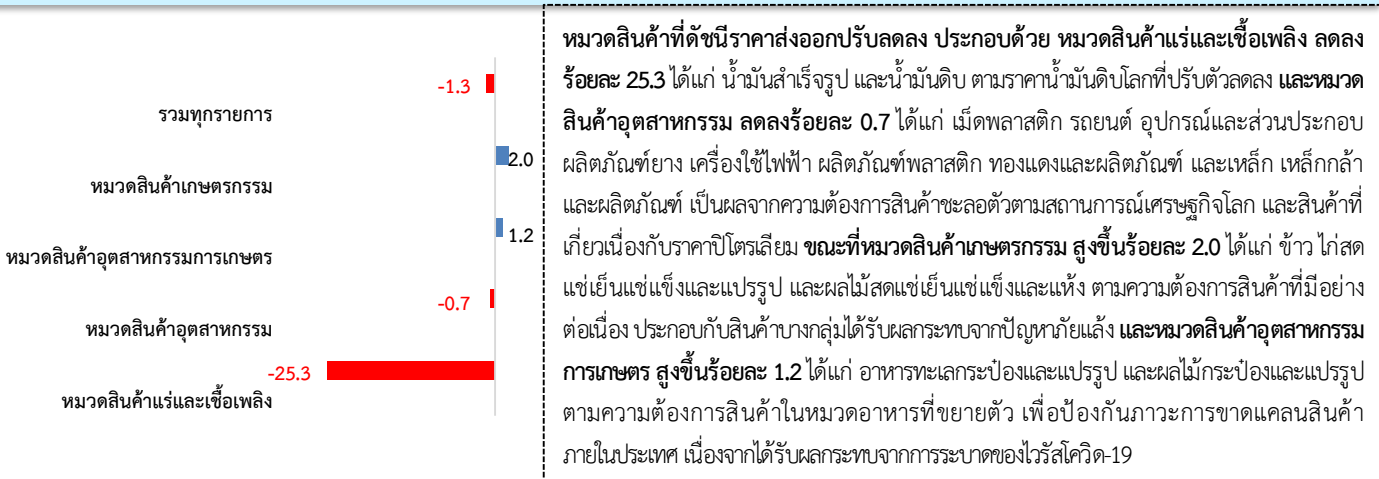 -1.3
รวมทุกรายการ
2.0
หมวดสินค้าเกษตรกรรม
1.2
หมวดสินค้าอุตสาหกรรมการเกษตร
-0.7
หมวดสินค้าอุตสาหกรรม
-25.3
หมวดสินค้าแร่และเชื้อเพลิง
หมวดสินค้าที่ดัชนีราคาส่งออกปรับลดลง ประกอบด้วย หมวดสินค้าแร่และเชื้อเพลิง ลดลง
ร้อยละ 25.3 ได้แก่ น้ำมันสำเร็จรูป และน้ำมันดิบ ตามราคาน้ำมันดิบโลกที่ปรับตัวลดลง และหมวด
สินค้าอุตสาหกรรม ลดลงร้อยละ 0.7 ได้แก่ เม็ดพลาสติก รถยนต์ อุปกรณ์และส่วนประกอบ
ผลิตภัณฑ์ยาง เครื่องใช้ไฟฟ้า ผลิตภัณฑ์พลาสติก ทองแดงและผลิตภัณฑ์ และเหล็ก เหล็กกล้า
และผลิตภัณฑ์ เป็นผลจากความต้องการสินค้าชะลอตัวตามสถานการณ์เศรษฐกิจโลก และสินค้าที่
เกี่ยวเนื่องกับราคาปิโตรเลียม ขณะที่หมวดสินค้าเกษตรกรรม สูงขึ้นร้อยละ 2.0 ได้แก่ ข้าว ไก่สด
แช่เย็นแช่แข็งและแปรรูป และผลไม้สดแช่เย็นแช่แข็งและแห้ง ตามความต้องการสินค้าที่มีอย่าง
ต่อเนื่อง ประกอบกับสินค้าบางกลุ่มได้รับผลกระทบจากปัญหาภัยแล้ง และหมวดสินค้าอุตสาหกรรม
การเกษตร สูงขึ้นร้อยละ 1.2 ได้แก่ อาหารทะเลกระป๋องและแปรรูป และผลไม้กระป๋องและแปรรูป
ตามความต้องการสินค้าในหมวดอาหารที่ขยายตัว เพื่อป้องกันภาวะการขาดแคลนสินค้า
ภายในประเทศ เนื่องจากได้รับผลกระทบจากการระบาดของไวรัสโควิด-19